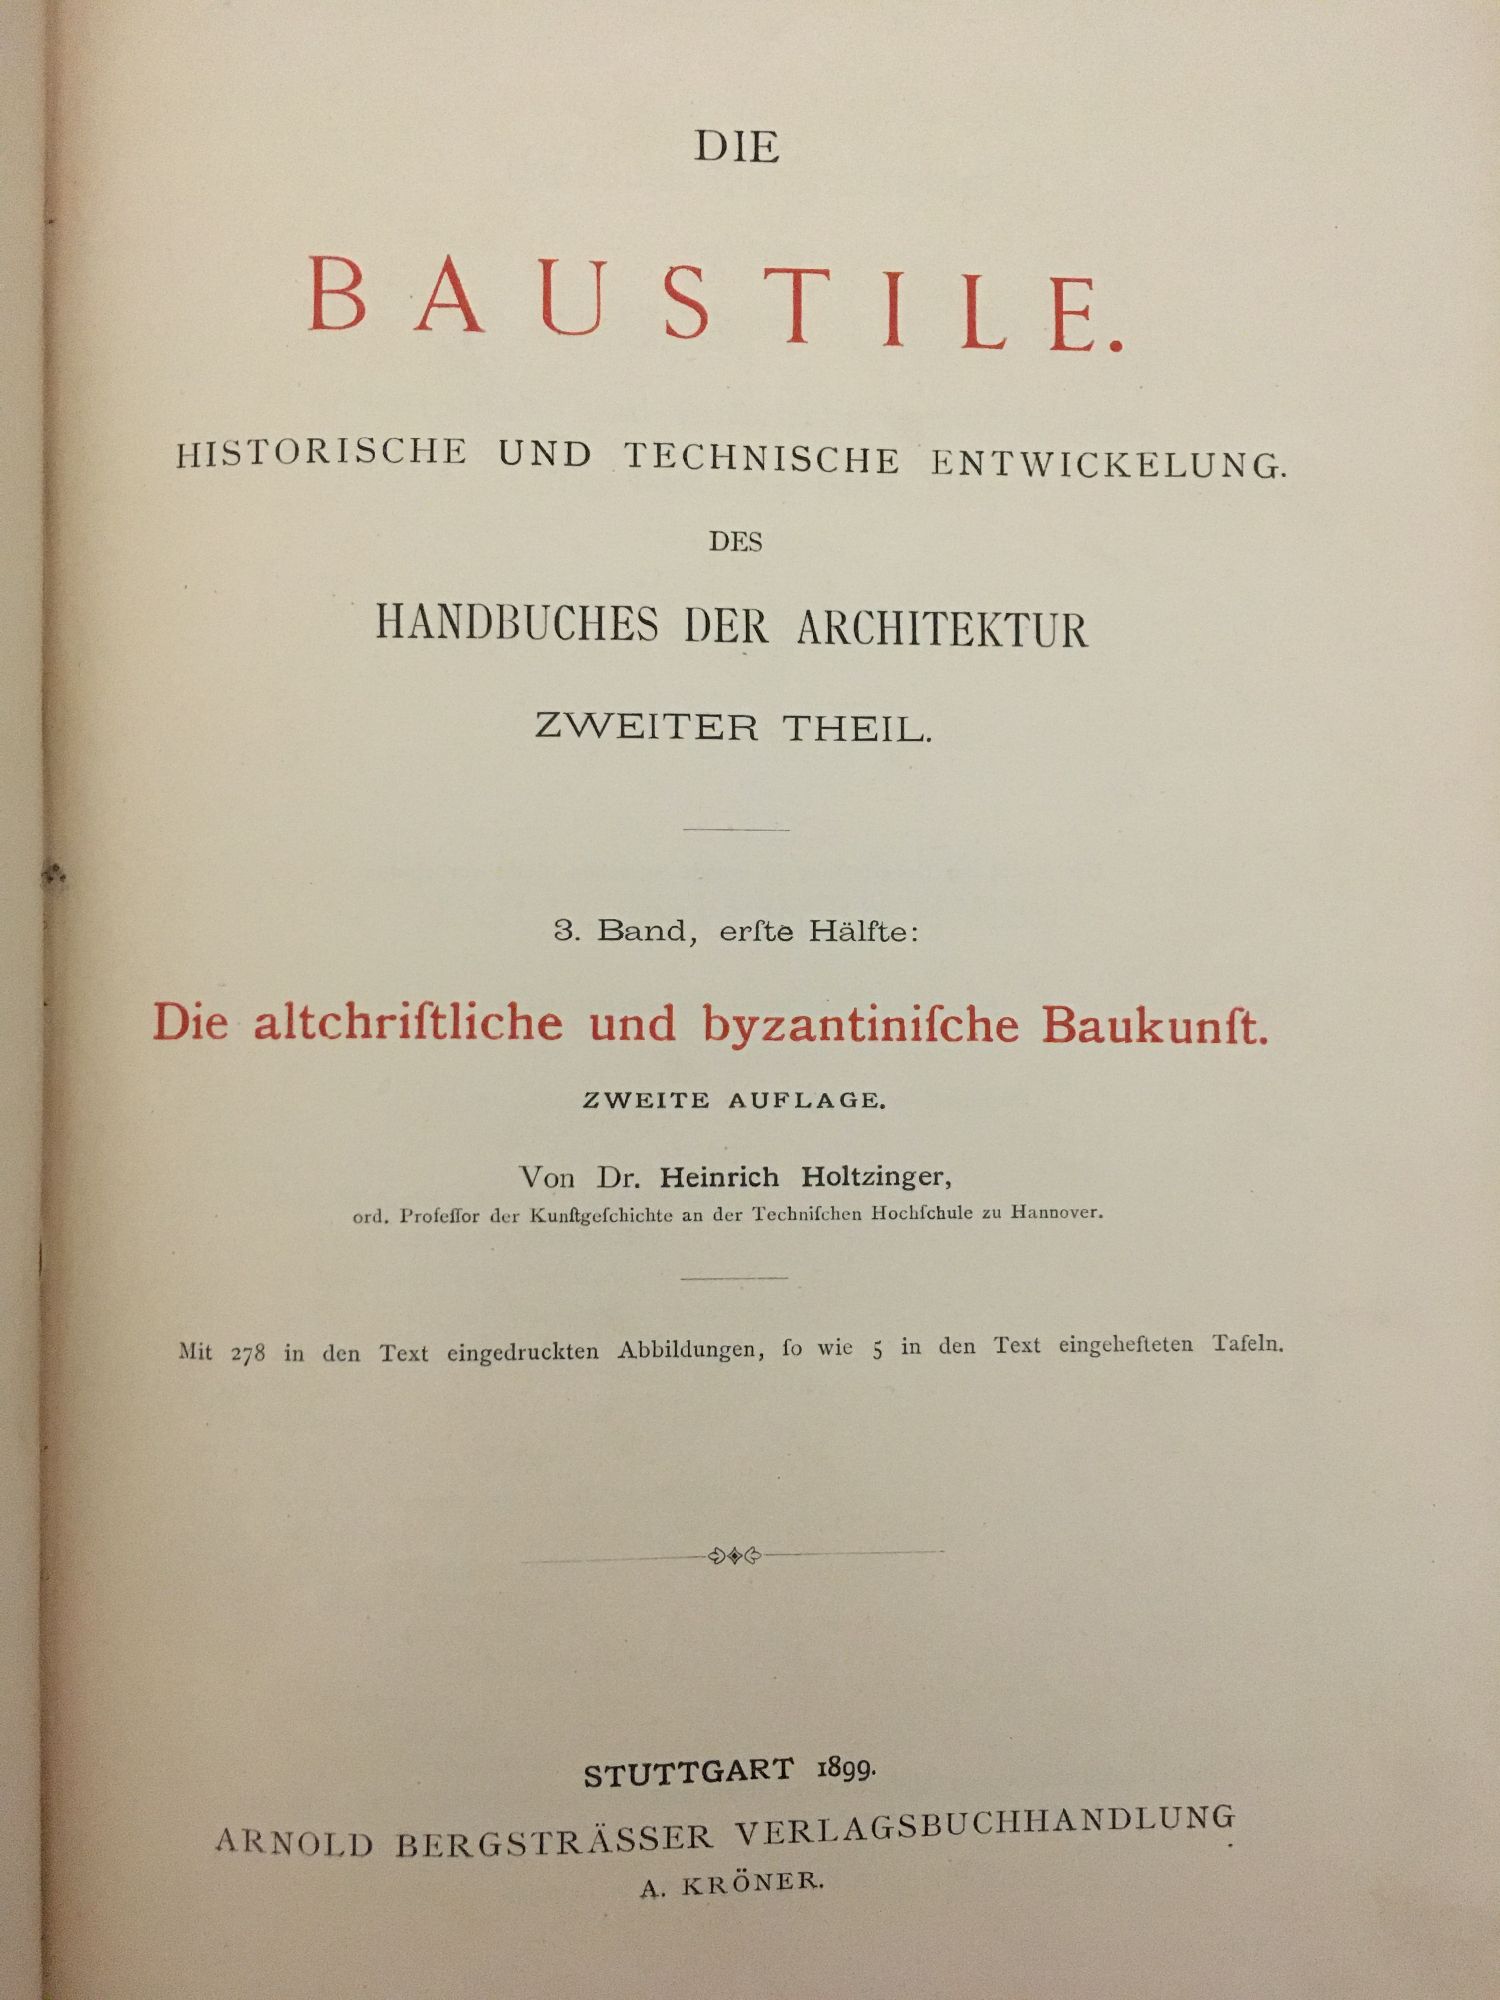 DIE
BAUSTILE.
HISTORISCHE UND TECHNISCHE ENTWICKELUNG.
DES
HANDBUCHES DER ARCHITEKTUR
ZWEITER THEIL.
3. Band, erſte Hälfte:
Die altchriſtliche und byzantiniſche Baukunſt.
ZWEITE AUFLAGE.
Von Dr. Heinrich Holtzinger,
ord. Profeſſor der Kunſtgeſchichte an der Techniſchen Hochſchule zu Hannover.
Mit 278 in den Text eingedruckten Abbildungen, ſo wie 5 in den Text eingehefteten Tafeln.
STUTTGART 1899.
ARNOLD BERGSTRÄSSER VERLAGSBUCHHANDLUNG
A. KRÖNER.